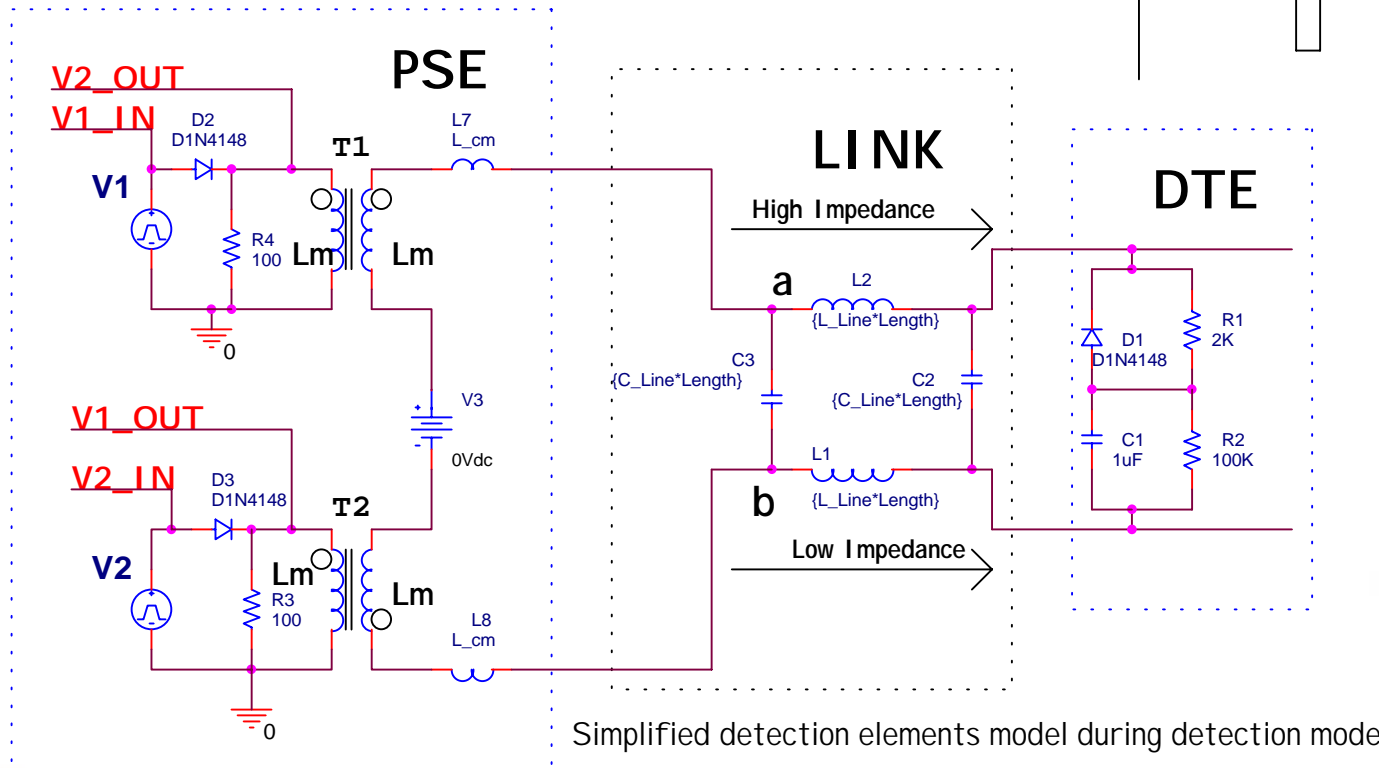 PSE
V2_OUT
V1_IN
D2
D1N4148
V1
R4
100
T1
Lm
Lm
L7
L_cm
0
V3
0Vdc
V1_OUT
V2_IN
D3
D1N4148
V2
R3
100
T2
Lm
Lm
L8
L_cm
0
LINK
High Impedance
a
L2
{L_Line*Length}
C3
{C_Line*Length}
C2
{C_Line*Length}
L1
{L_Line*Length}
b
Low Impedance
DTE
D1
D1N4148
R1
2K
C1
1uF
R2
100K
Simplified detection elements model during detection mode